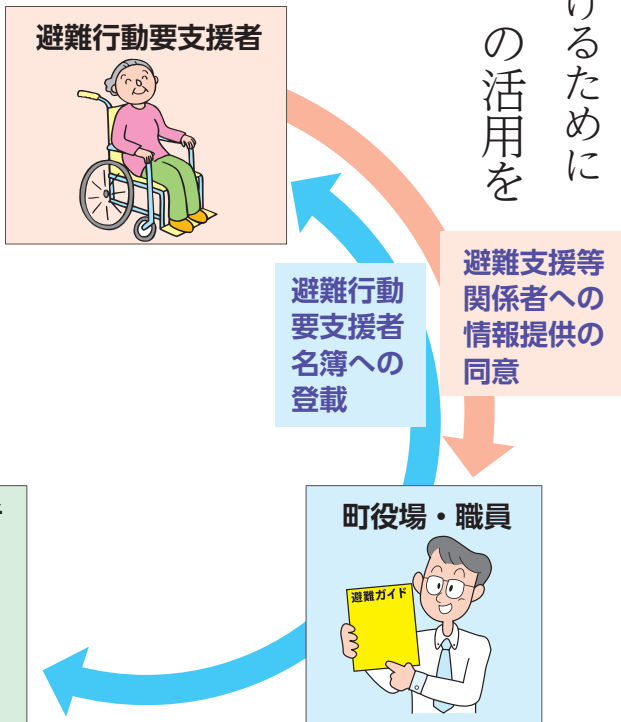 けるために
の活用を
避難行動要支援者
避難支援等
関係者への
情報提供の
同意
避難行動
要支援者
名簿への
登載
町役場・職員
避難ガイド